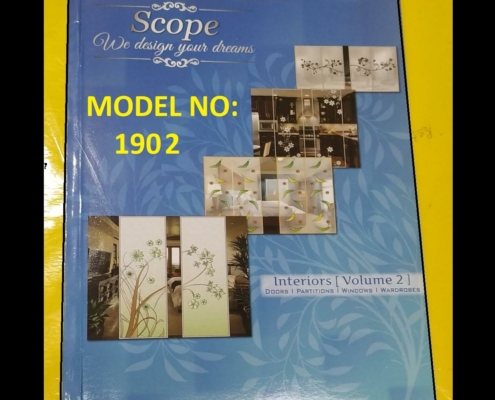 Scope
We design your dreams
MODEL NO:
1902
Interiors [ Volume 2 ]
DOORS | PARTITIONS | WINDOWS | WARDROBES